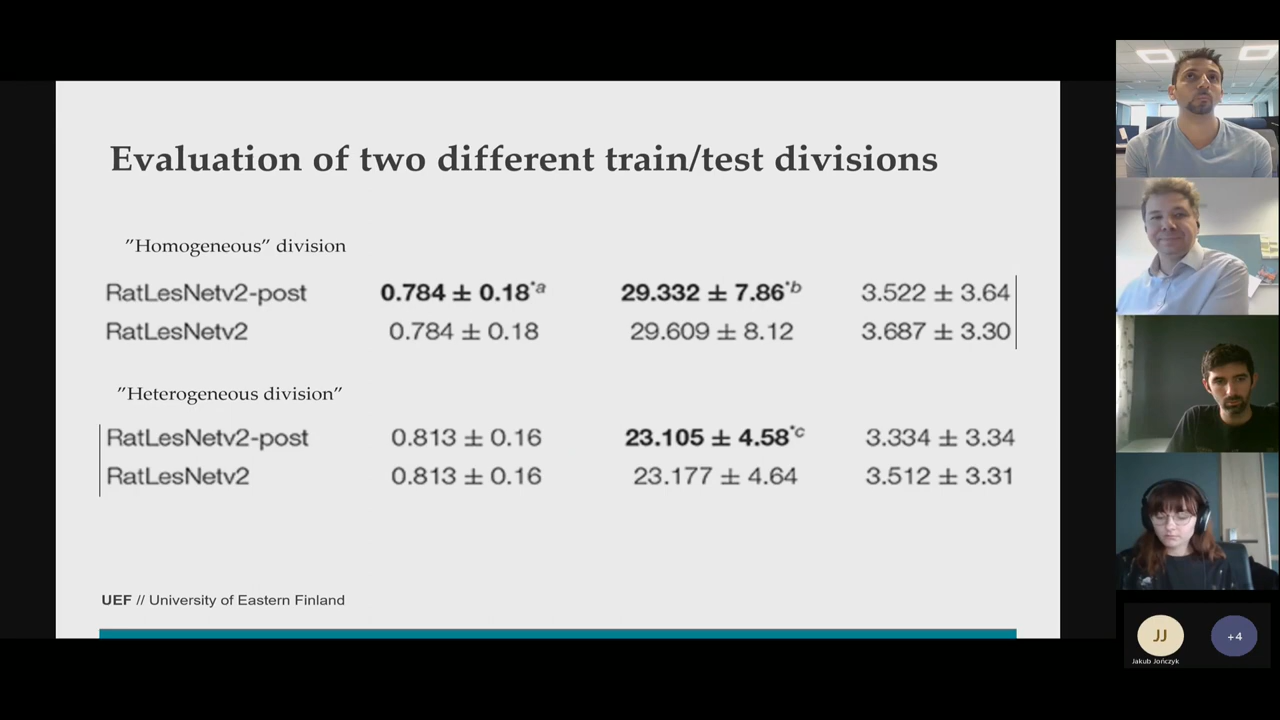 Evaluation of two different train/test divisions
”Homogeneous” division
RatLesNetv2-post 0.784 ± 0.18*a 29.332 ± 7.86*b 3.522 ± 3.64
RatLesNetv2 0.784 ± 0.18 29.609 ± 8.12 3.687 ± 3.30
”Heterogeneous division”
RatLesNetv2-post 0.813 ± 0.16 23.105 ± 4.58*c 3.334 ± 3.34
RatLesNetv2 0.813 ± 0.16 23.177 ± 4.64 3.512 ± 3.31
UEF // University of Eastern Finland
JJ
+4
Jakub Jończyk